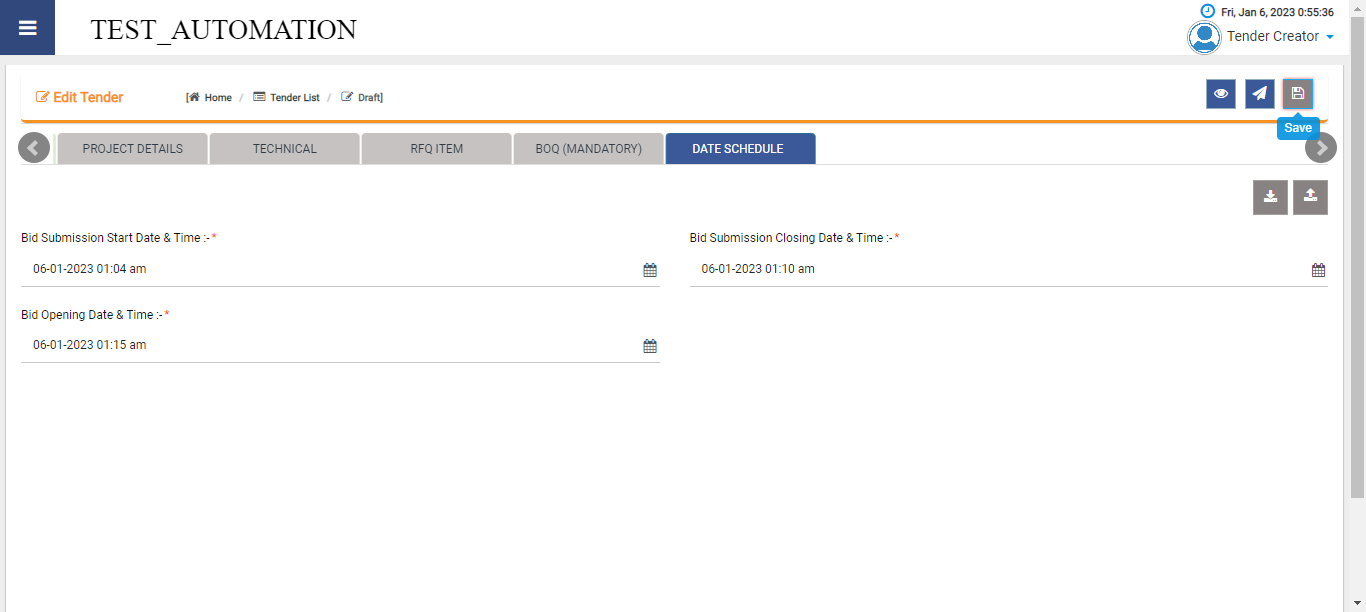 TEST_AUTOMATION
Fri, Jan 6, 2023 0:55:36
Tender Creator
Edit Tender
[ Home / Tender List / Draft]
Save
PROJECT DETAILS
TECHNICAL
RFQ ITEM
BOQ (MANDATORY)
DATE SCHEDULE
Bid Submission Start Date & Time :- *
Bid Submission Closing Date & Time :- *
06-01-2023 01:04 am
06-01-2023 01:10 am
Bid Opening Date & Time :- *
06-01-2023 01:15 am